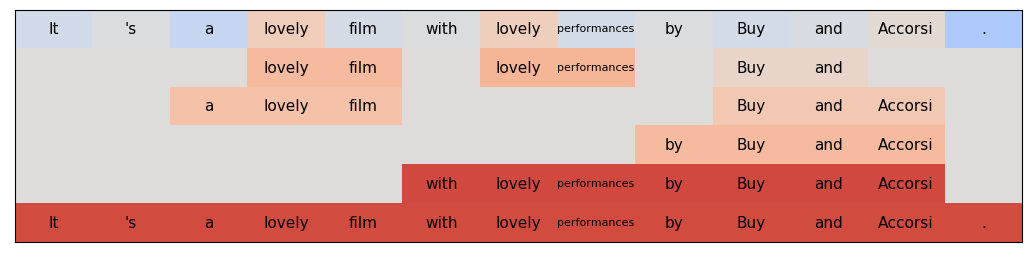 It 's a lovely film with lovely performances by Buy and Accorsi .
lovely film lovely performances Buy and
a lovely film Buy and Accorsi
by Buy and Accorsi
with lovely performances by Buy and Accorsi
It 's a lovely film with lovely performances by Buy and Accorsi .